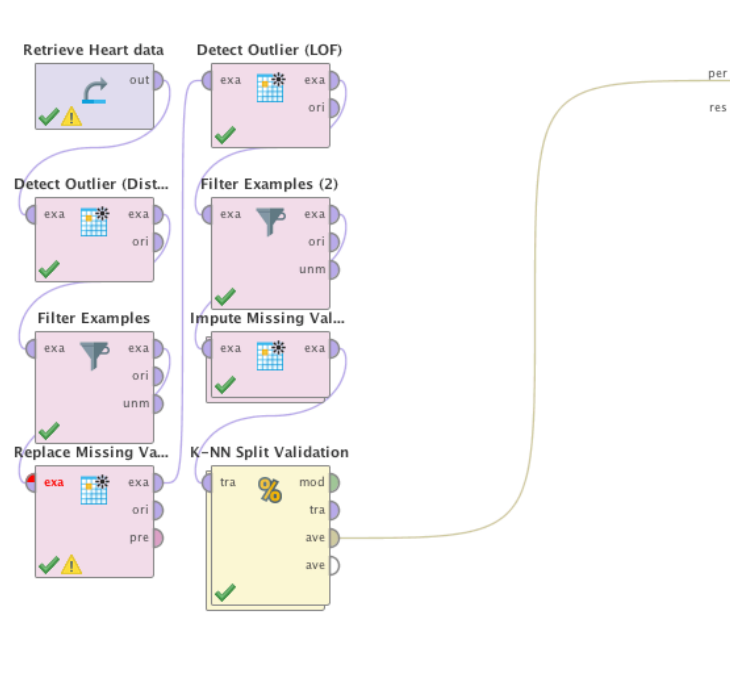 Retrieve Heart data
out
Detect Outlier (Dist...
exa exa
ori
Filter Examples
exa exa
ori
unm
Replace Missing Va...
exa exa
ori
pre
Detect Outlier (LOF)
exa exa
ori
Filter Examples (2)
exa exa
ori
unm
Impute Missing Val...
exa exa
K-NN Split Validation
tra mod
%
tra
ave
ave
per
res